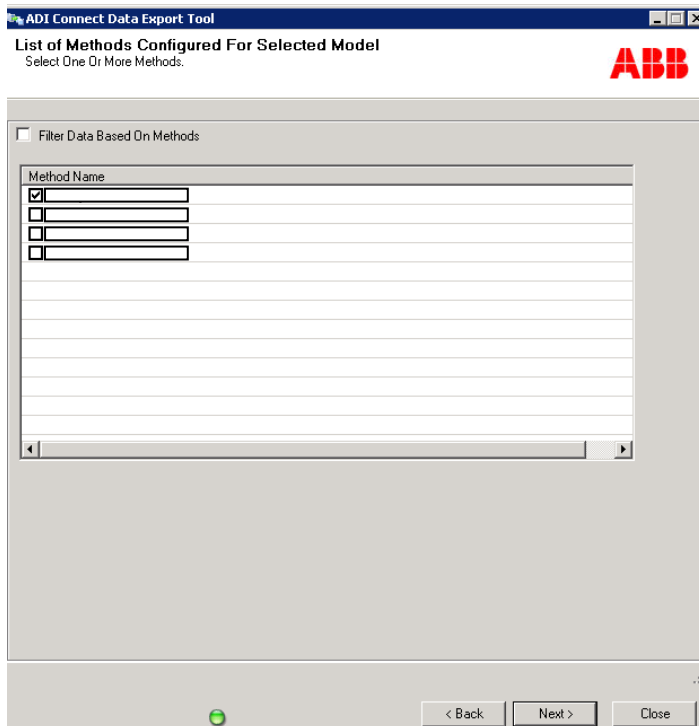 ADI Connect Data Export Tool
List of Methods Configured For Selected Model
Select One Or More Methods.
ABB
Filter Data Based On Methods
Method Name
< Back
Next >
Close